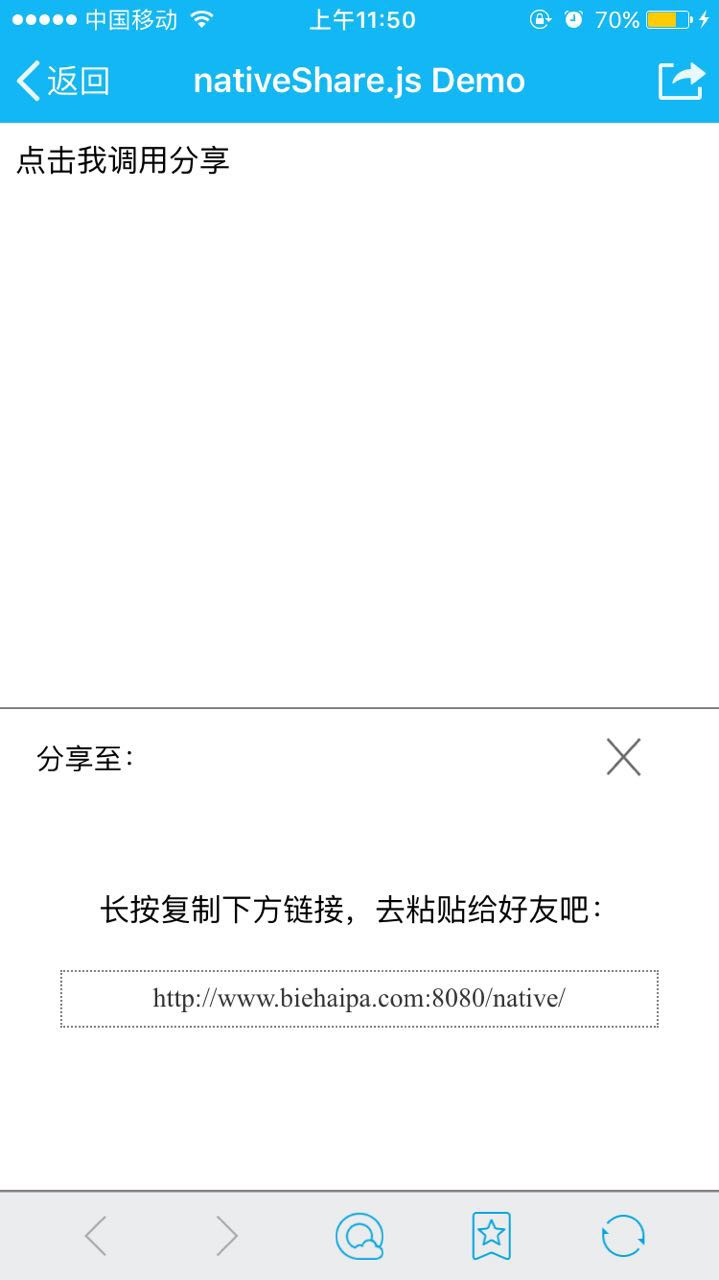 中国移动 上午11:50 70%
返回 nativeShare.js Demo
点击我调用分享
分享至：
长按复制下方链接，去粘贴给好友吧：
http://www.biehaipa.com:8080/native/